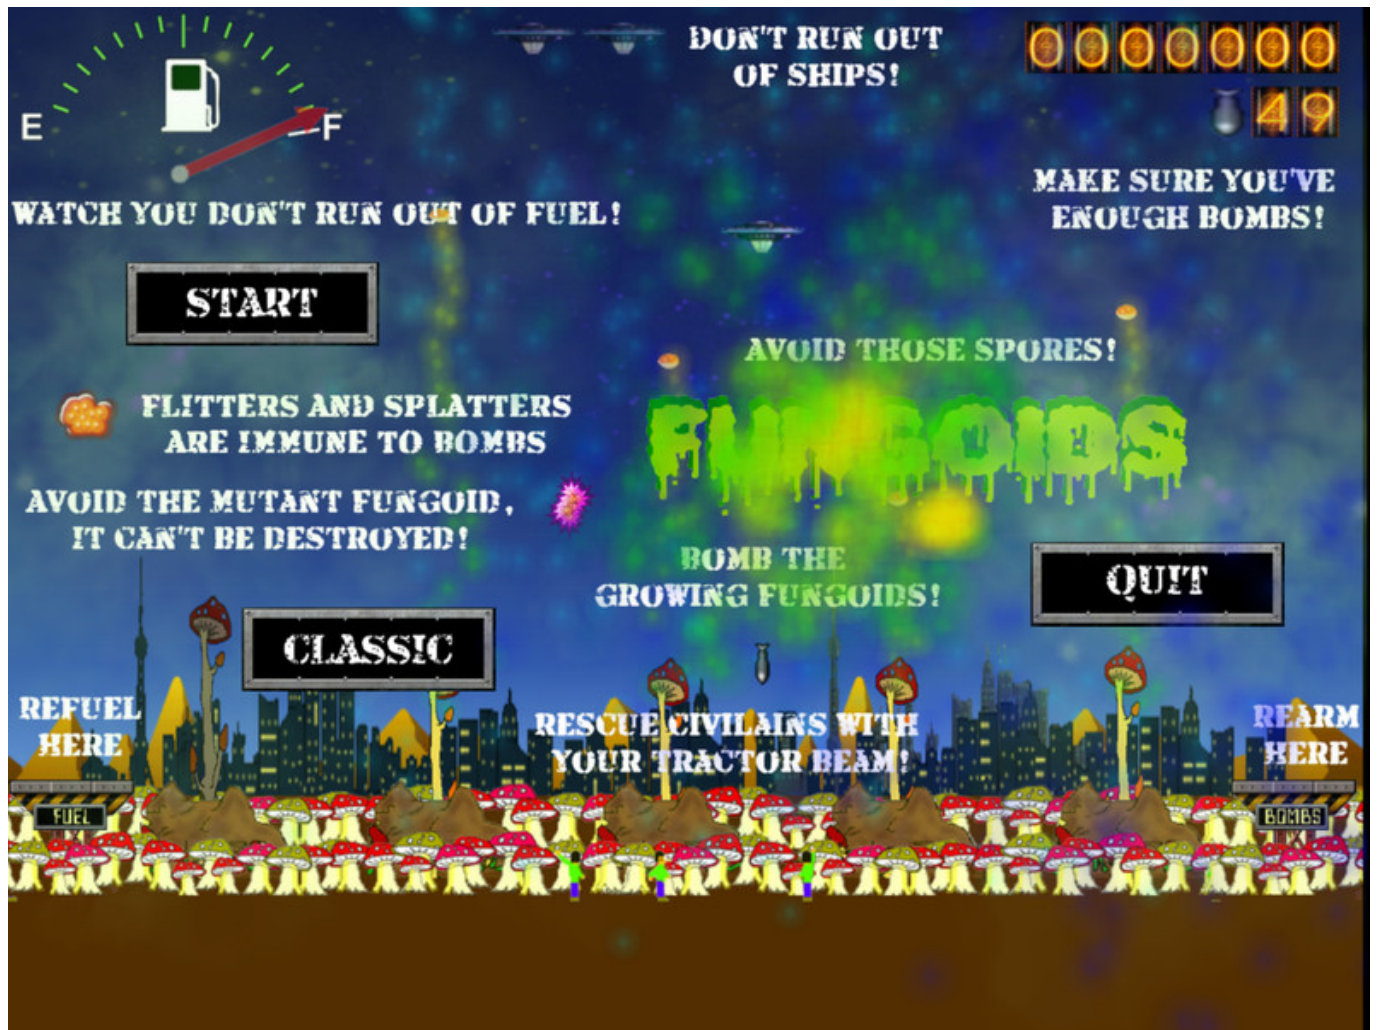 DON'T RUN OUT
OF SHIPS!
0000000
E
F
49
MAKE SURE YOU'VE
ENOUGH BOMBS!
WATCH YOU DON'T RUN OUT OF FUEL!
START
AVOID THOSE SPORES!
FLITTERS AND SPLATTERS
ARE IMMUNE TO BOMBS
FUNGOIDS
AVOID THE MUTANT FUNGOID,
IT CAN'T BE DESTROYED!
BOMB THE
GROWING FUNGOIDS!
QUIT
CLASSIC
REFUEL
HERE
RESCUE CIVILAINS WITH
YOUR TRACTOR BEAM!
REARM
HERE
FUEL
BOMBS